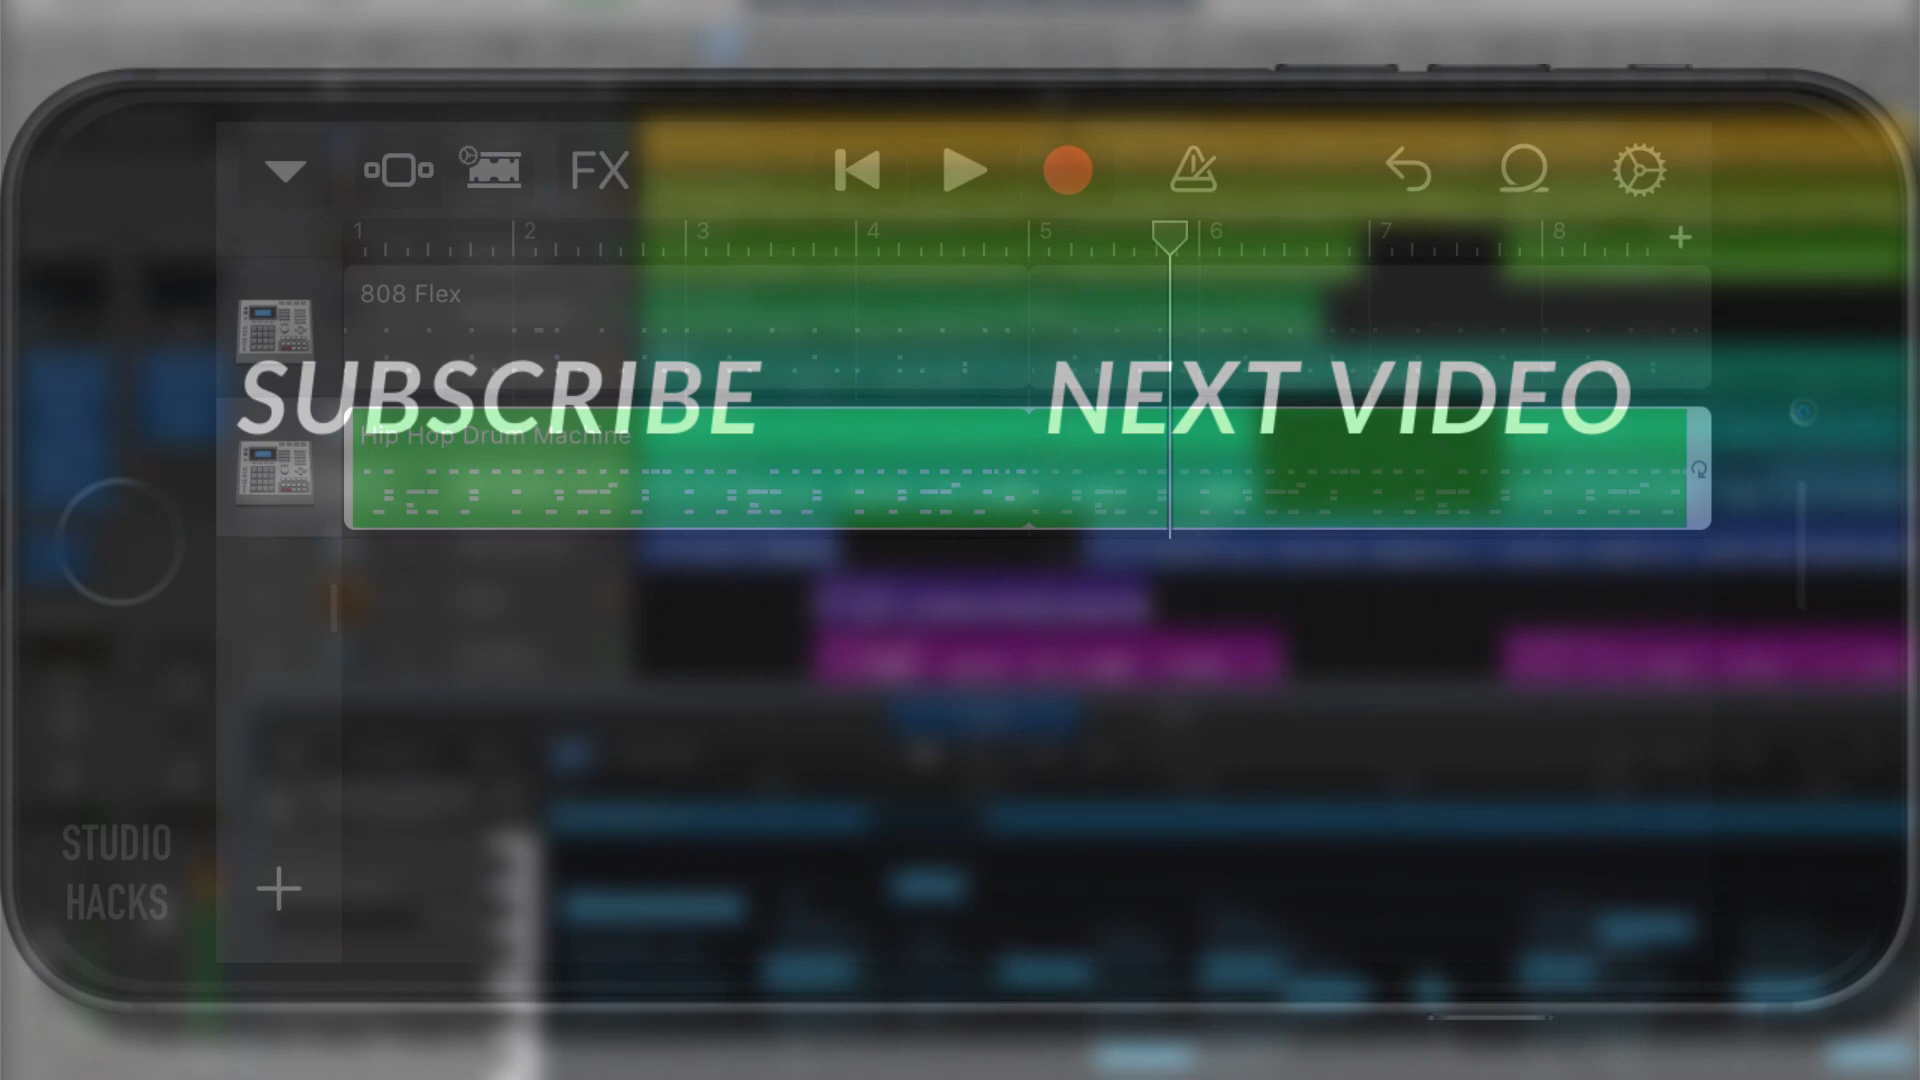 FX
1 2 3 4 5 6 7 8
808 Flex
SUBSCRIBE NEXT VIDEO
Hip Hop Drum Machine
STUDIO
HACKS